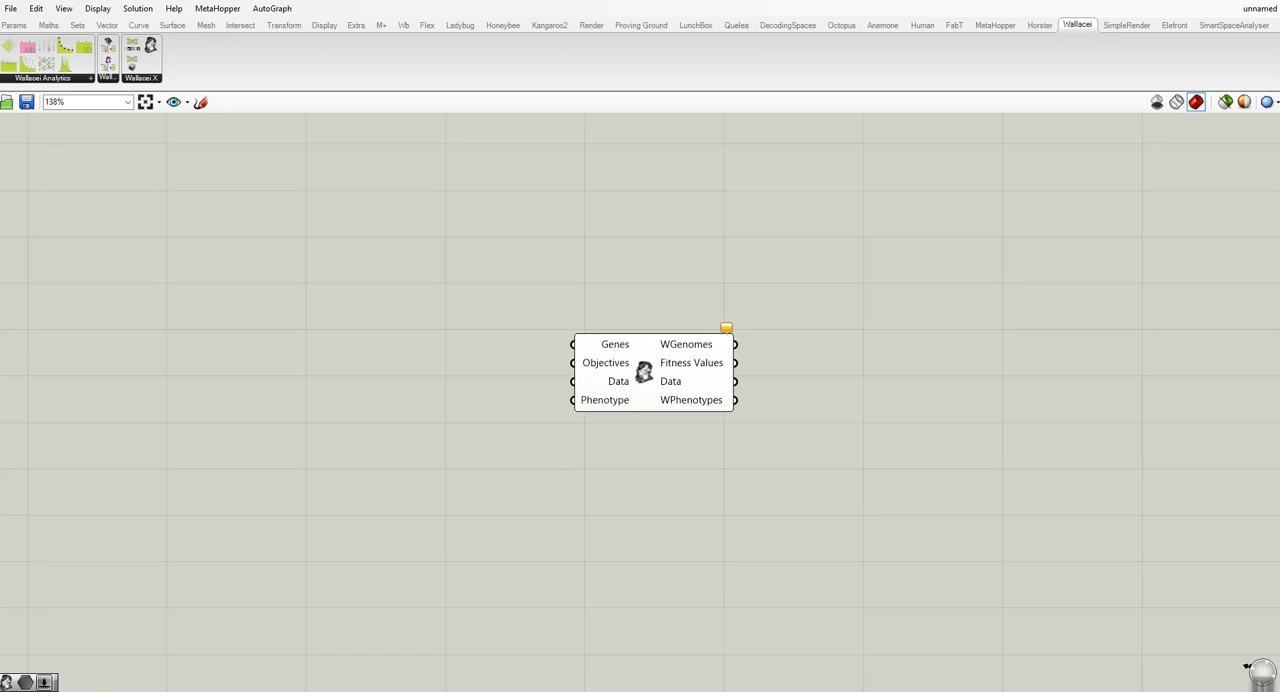 File Edit View Display Solution Help MetaHopper AutoGraph unnamed
Params Maths Sets Vector Curve Surface Mesh Intersect Transform Display Extra M+ Wb Flex Ladybug Honeybee Kangaroo2 Render Proving Ground LunchBox Quelea DecodingSpaces Octopus Anemone Human FabT MetaHopper Horster Wallacei SimpleRender Elefront SmartSpaceAnalyser
Wallacei Analytics + Wall... Wallacei X
138%
Genes WGenomes
Objectives Fitness Values
Data Data
Phenotype WPhenotypes